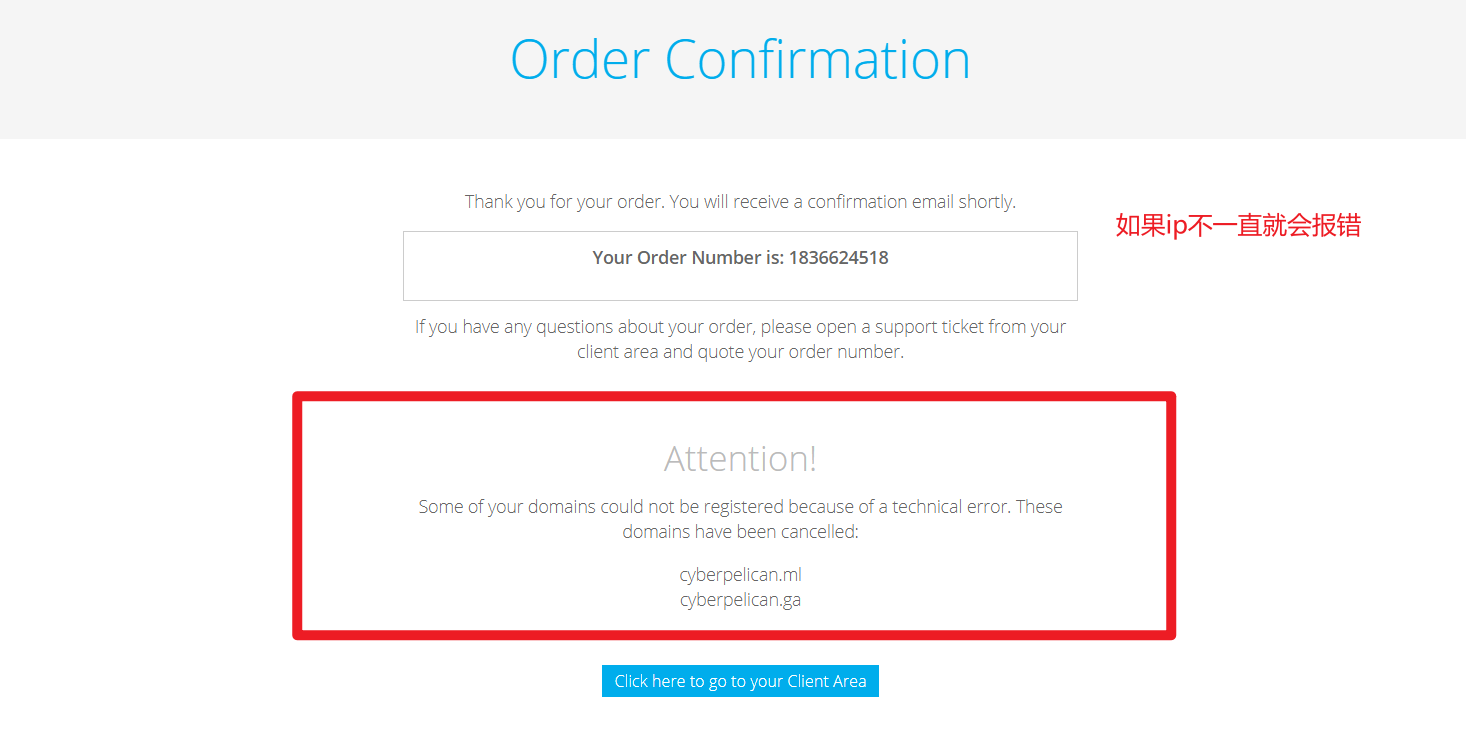 Order Confirmation
Thank you for your order. You will receive a confirmation email shortly.
如果ip不一直就会报错
Your Order Number is: 1836624518
If you have any questions about your order, please open a support ticket from your
client area and quote your order number.
Attention!
Some of your domains could not be registered because of a technical error. These
domains have been cancelled:
cyberpelican.ml
cyberpelican.ga
Click here to go to your Client Area